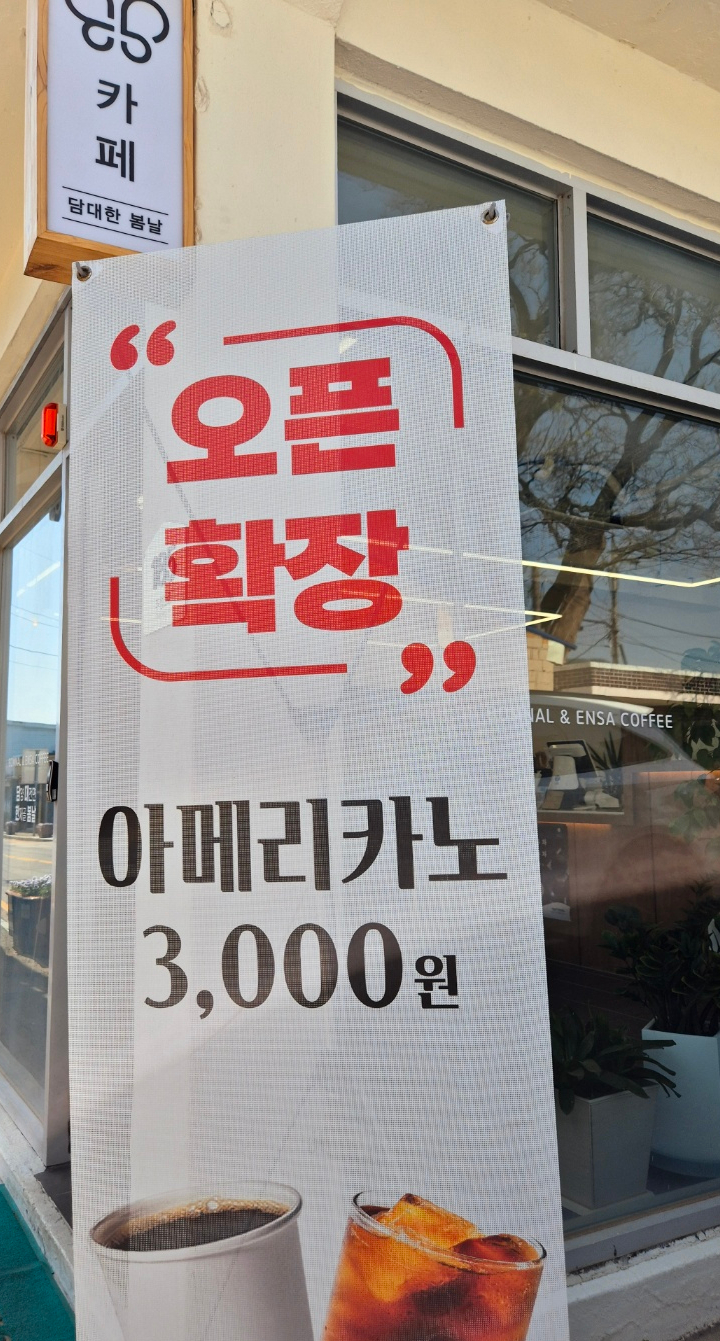 카
페
담대한 봄날
“오픈
확장”
아메리카노
3,000원
& ENSA COFFEE